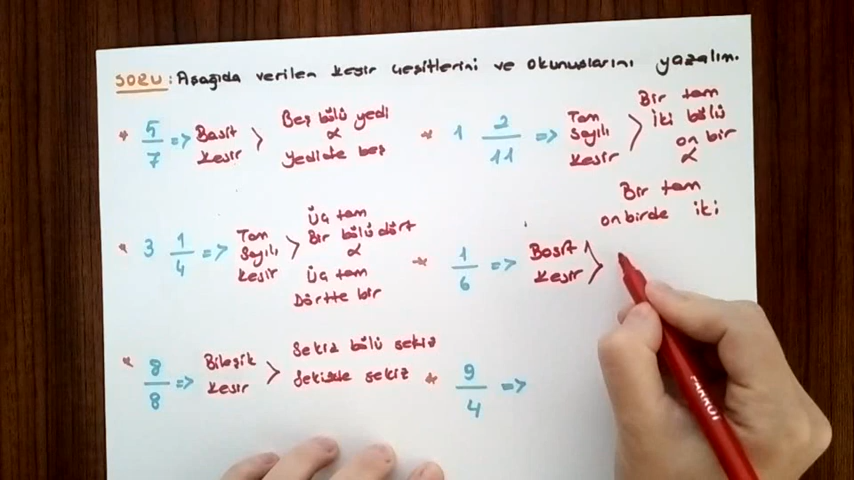 SORU: Aşağıda verilen kesir çeşitlerini ve okunuşlarını yazalım.
* 5/7 => Basit Kesir > Beş bölü yedi
α
yedide beş
* 1 2/11 => Tam Sayılı Kesir > Bir tam
iki bölü
on bir
α
Bir tam
onbirde iki
* 3 1/4 => Tam Sayılı Kesir > Üç tam
Bir bölü dört
α
Üç tam
Dörtte bir
* 1/6 => Basit Kesir >
* 8/8 => Bileşik Kesir > Sekiz bölü sekiz
Sekizde sekiz
* 9/4 =>